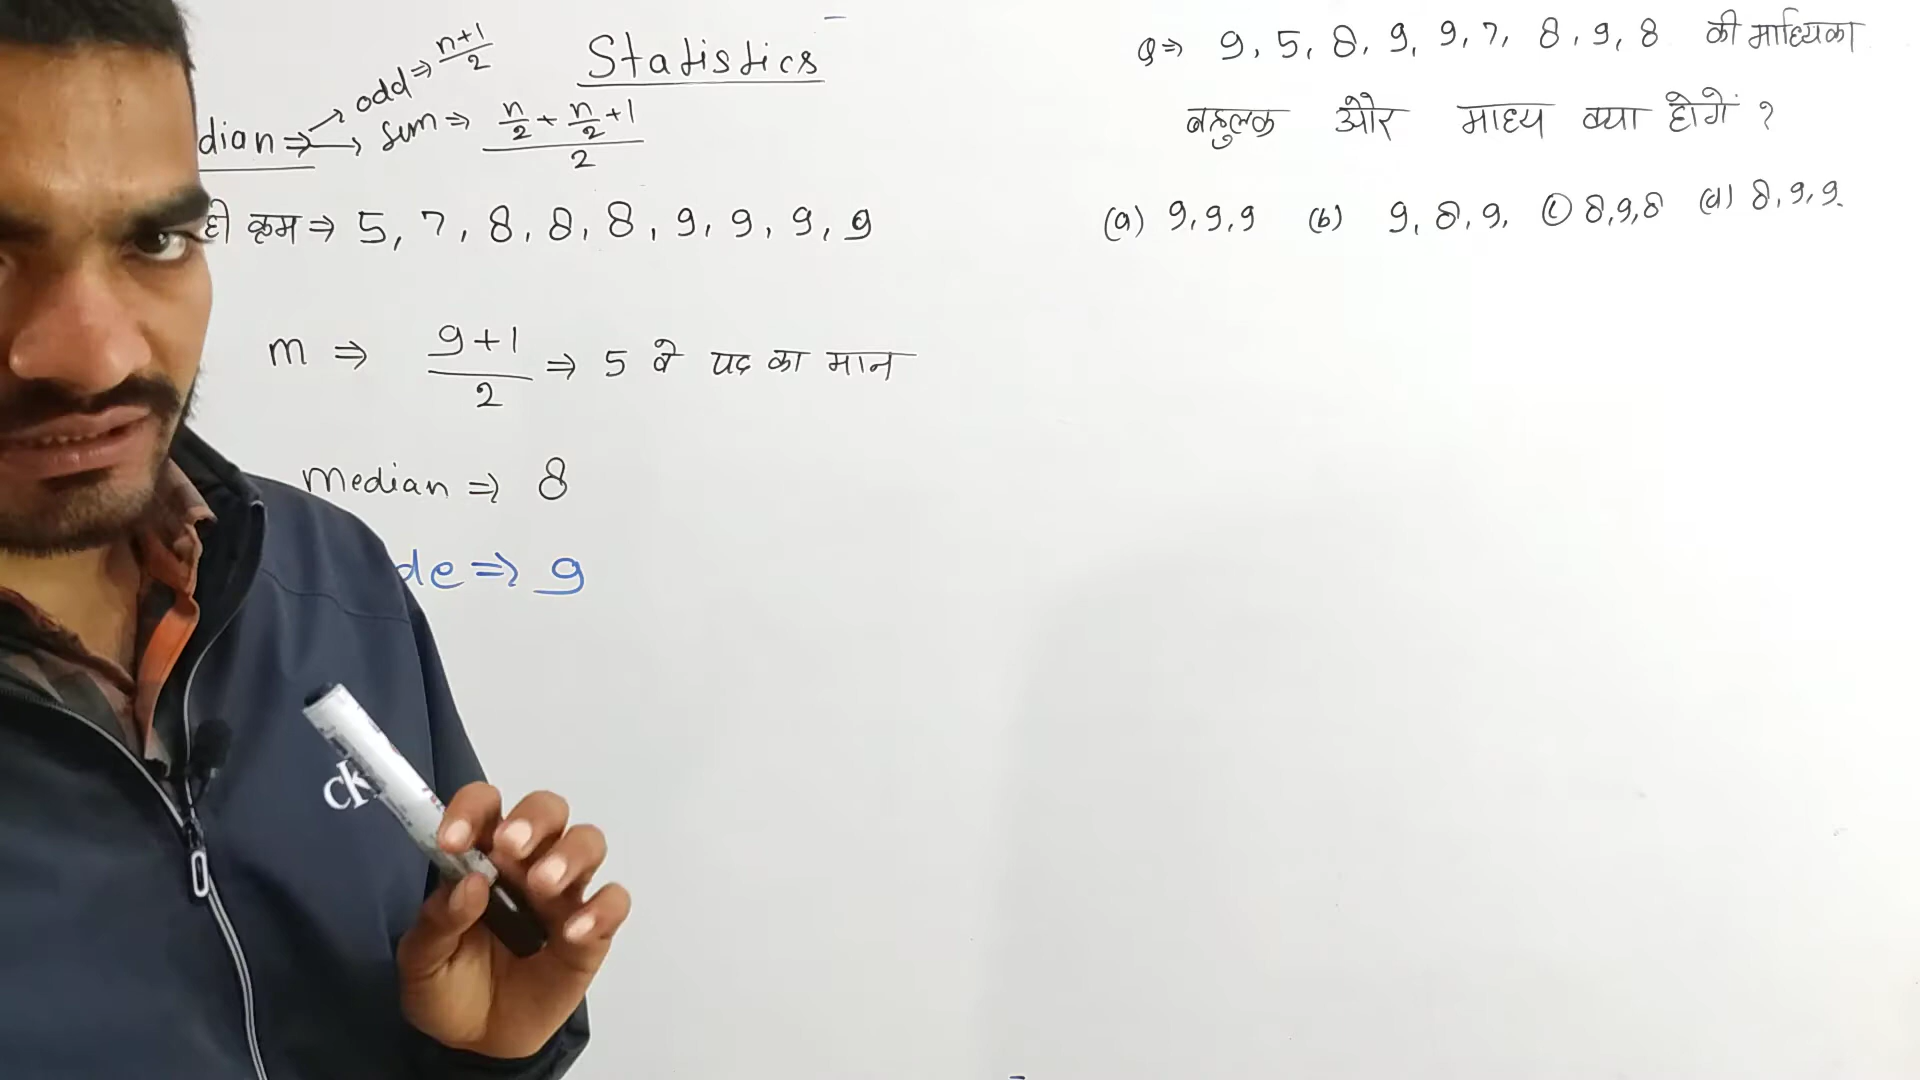 Statistics
odd ⇒ n+1/2
dian ⇒ sum ⇒ n/2 + n/2 + 1 / 2
ही क्रम ⇒ 5, 7, 8, 8, 8, 9, 9, 9, 9
m ⇒ 9+1/2 ⇒ 5 वे पद का मान
Median ⇒ 8
de ⇒ 9
ck
Q ⇒ 9, 5, 8, 9, 9, 7, 8, 9, 8 की माध्यिका
बहुलक और माध्य क्या होगें ?
(a) 9,9,9 (b) 9, 8, 9, (c) 8,9,8 (d) 8,9,9.